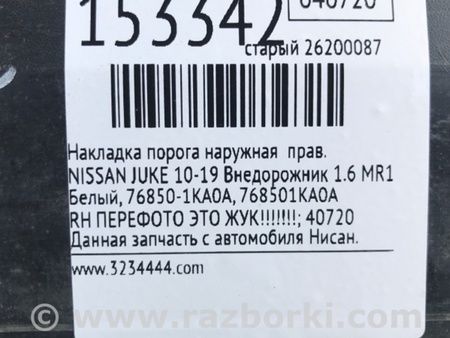 040720
153342
старый 26200087
Накладка порога наружная прав.
NISSAN JUKE 10-19 Внедорожник 1.6 MR1
Белый, 76850-1KA0A, 768501KA0A
RH ПЕРЕФОТО ЭТО ЖУК!!!!!!!; 40720
Данная запчасть с автомобиля Нисан.
www.3234444.com
© www.razborki.com